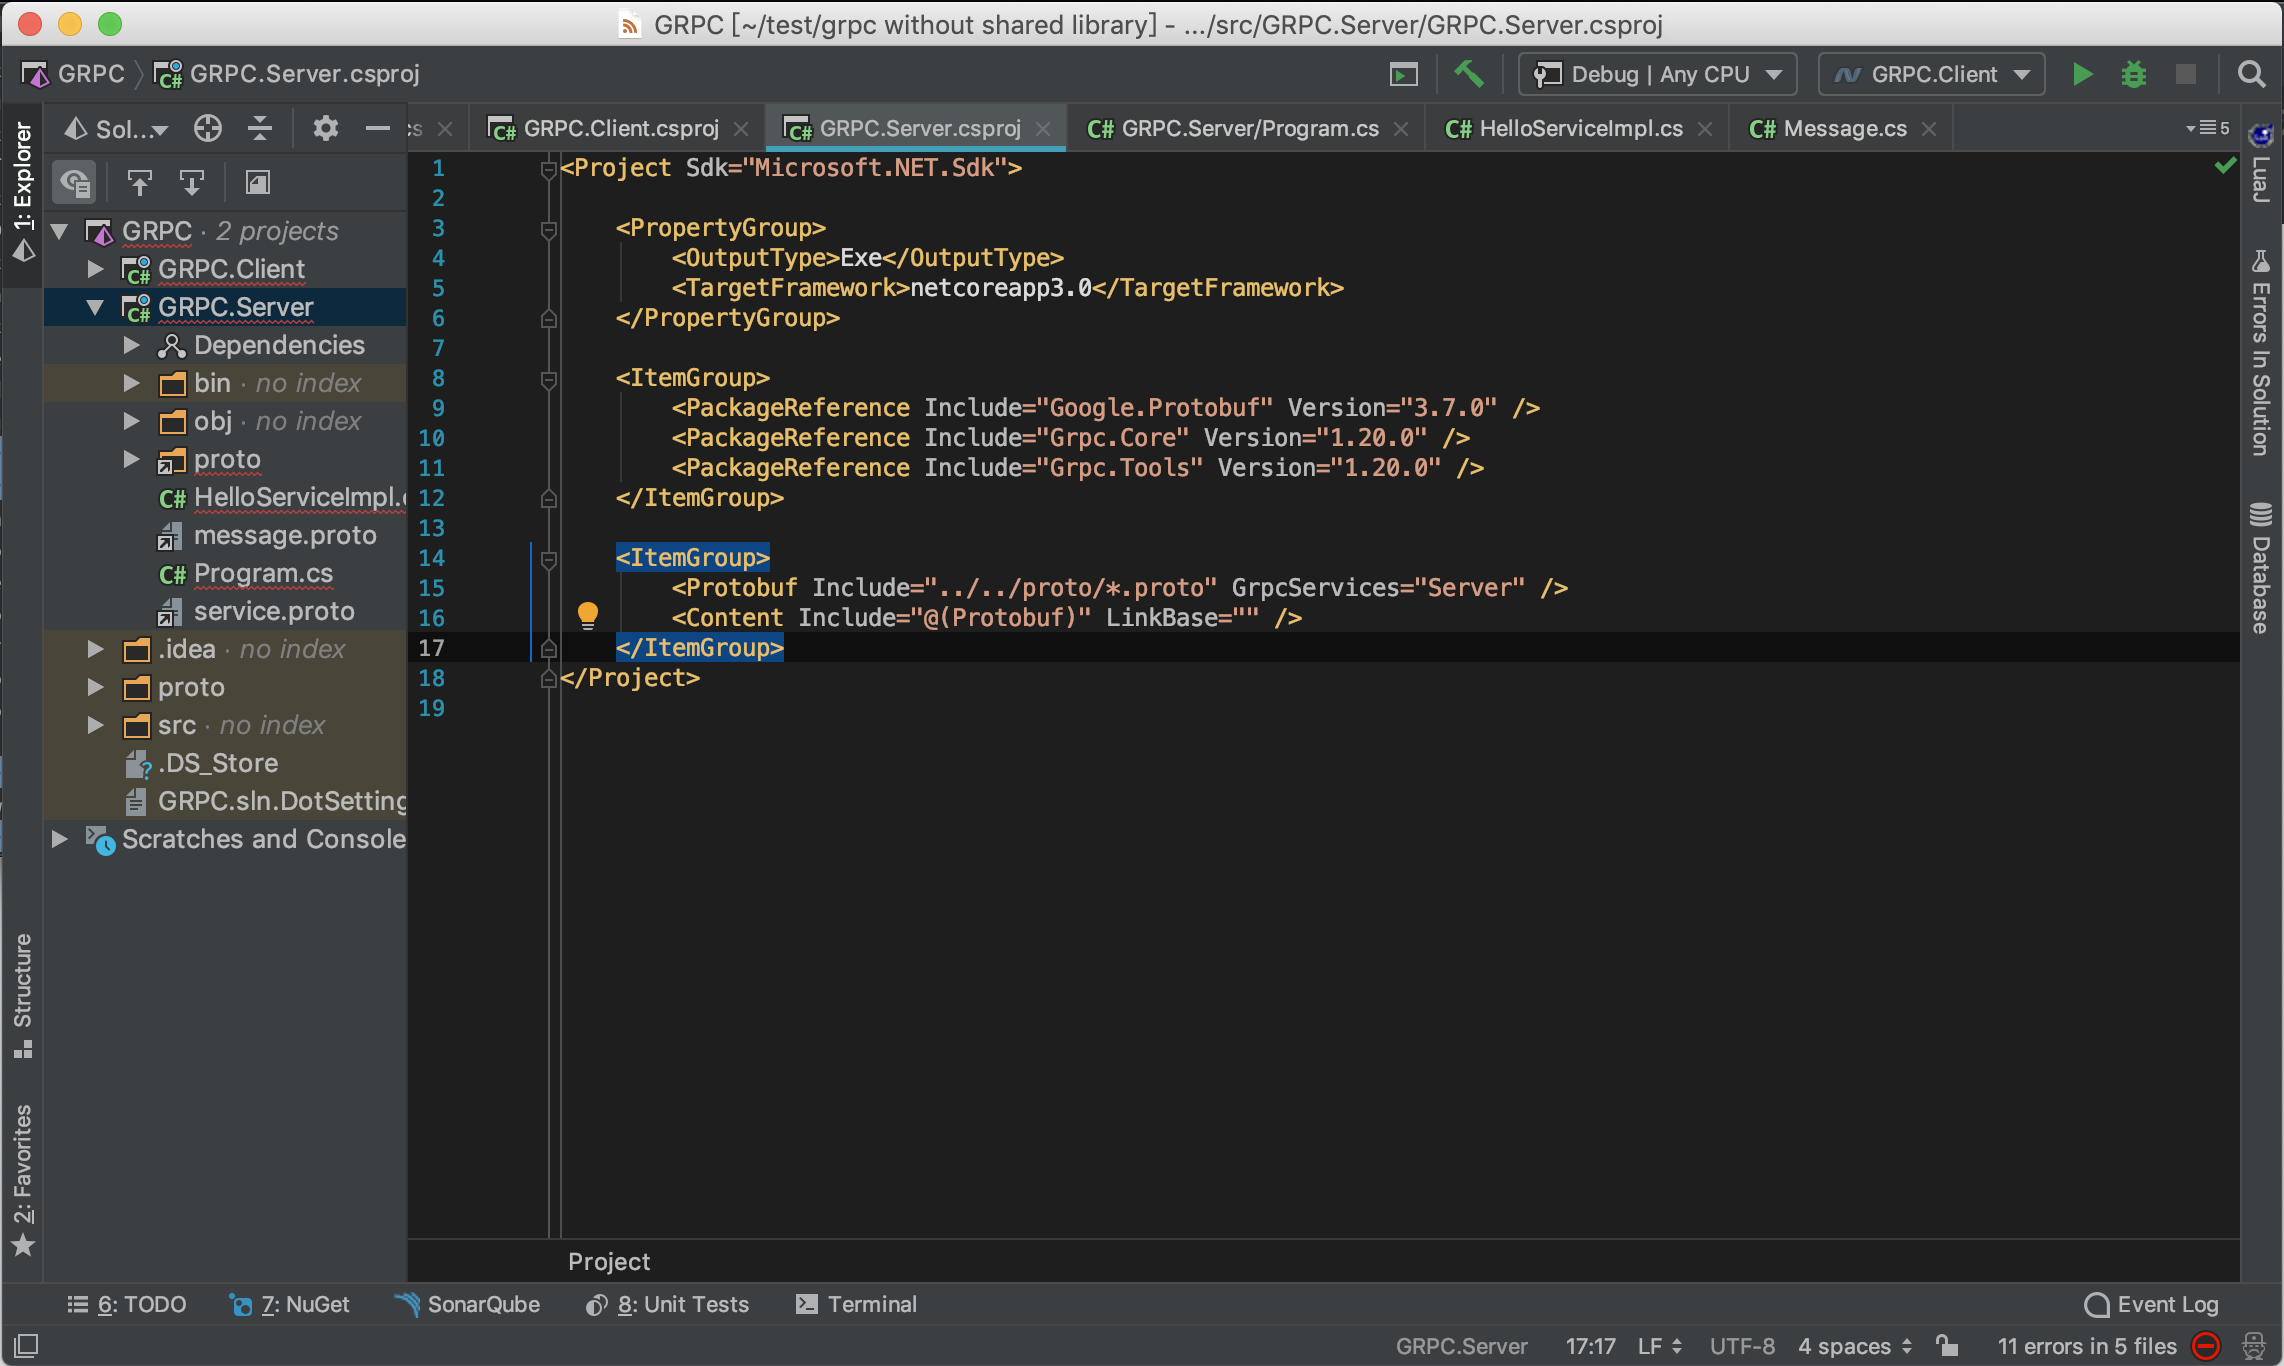 GRPC [~/test/grpc without shared library] - .../src/GRPC.Server/GRPC.Server.csproj
GRPC
GRPC.Server.csproj
Debug | Any CPU
GRPC.Client
Sol...
cs
GRPC.Client.csproj
GRPC.Server.csproj
C# GRPC.Server/Program.cs
C# HelloServiceImpl.cs
C# Message.cs
5
1: Explorer
Structure
2: Favorites
GRPC · 2 projects
C# GRPC.Client
C# GRPC.Server
Dependencies
bin · no index
obj · no index
proto
C# HelloServiceImpl.c
message.proto
C# Program.cs
service.proto
.idea · no index
proto
src · no index
.DS_Store
GRPC.sln.DotSetting
Scratches and Console
1 <Project Sdk="Microsoft.NET.Sdk">
2
3 <PropertyGroup>
4 <OutputType>Exe</OutputType>
5 <TargetFramework>netcoreapp3.0</TargetFramework>
6 </PropertyGroup>
7
8 <ItemGroup>
9 <PackageReference Include="Google.Protobuf" Version="3.7.0" />
10 <PackageReference Include="Grpc.Core" Version="1.20.0" />
11 <PackageReference Include="Grpc.Tools" Version="1.20.0" />
12 </ItemGroup>
13
14 <ItemGroup>
15 <Protobuf Include="../../proto/*.proto" GrpcServices="Server" />
16 <Content Include="@(Protobuf)" LinkBase="" />
17 </ItemGroup>
18 </Project>
19
LuaJ
Errors In Solution
Database
Project
6: TODO
7: NuGet
SonarQube
8: Unit Tests
Terminal
Event Log
GRPC.Server
17:17
LF
UTF-8
4 spaces
11 errors in 5 files